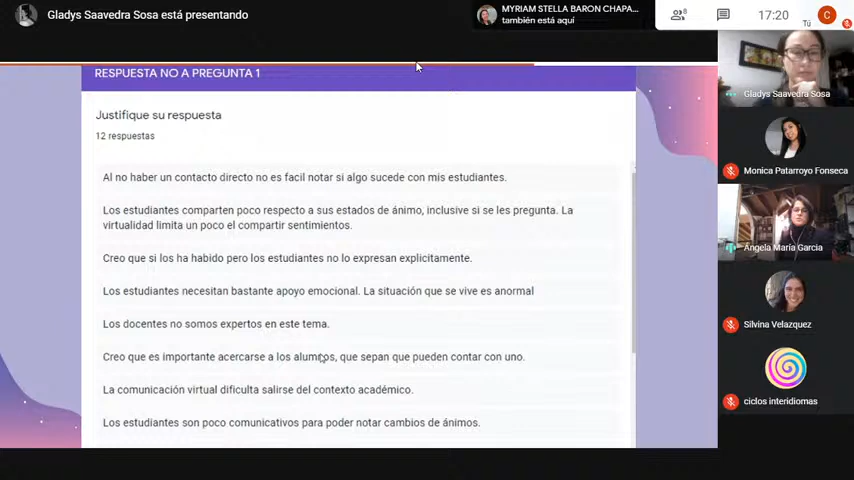 Gladys Saavedra Sosa está presentando
MYRIAM STELLA BARON CHAPA...
también está aquí
8
17:20
Tú
C
RESPUESTA NO A PREGUNTA 1
Justifique su respuesta
12 respuestas
Al no haber un contacto directo no es facil notar si algo sucede con mis estudiantes.
Los estudiantes comparten poco respecto a sus estados de ánimo, inclusive si se les pregunta. La
virtualidad limita un poco el compartir sentimientos.
Creo que si los ha habido pero los estudiantes no lo expresan explicitamente.
Los estudiantes necesitan bastante apoyo emocional. La situación que se vive es anormal
Los docentes no somos expertos en este tema.
Creo que es importante acercarse a los alumnos, que sepan que pueden contar con uno.
La comunicación virtual dificulta salirse del contexto académico.
Los estudiantes son poco comunicativos para poder notar cambios de ánimos.
Gladys Saavedra Sosa
Monica Patarroyo Fonseca
Angela María Garcia
Silvina Velazquez
ciclos interidiomas